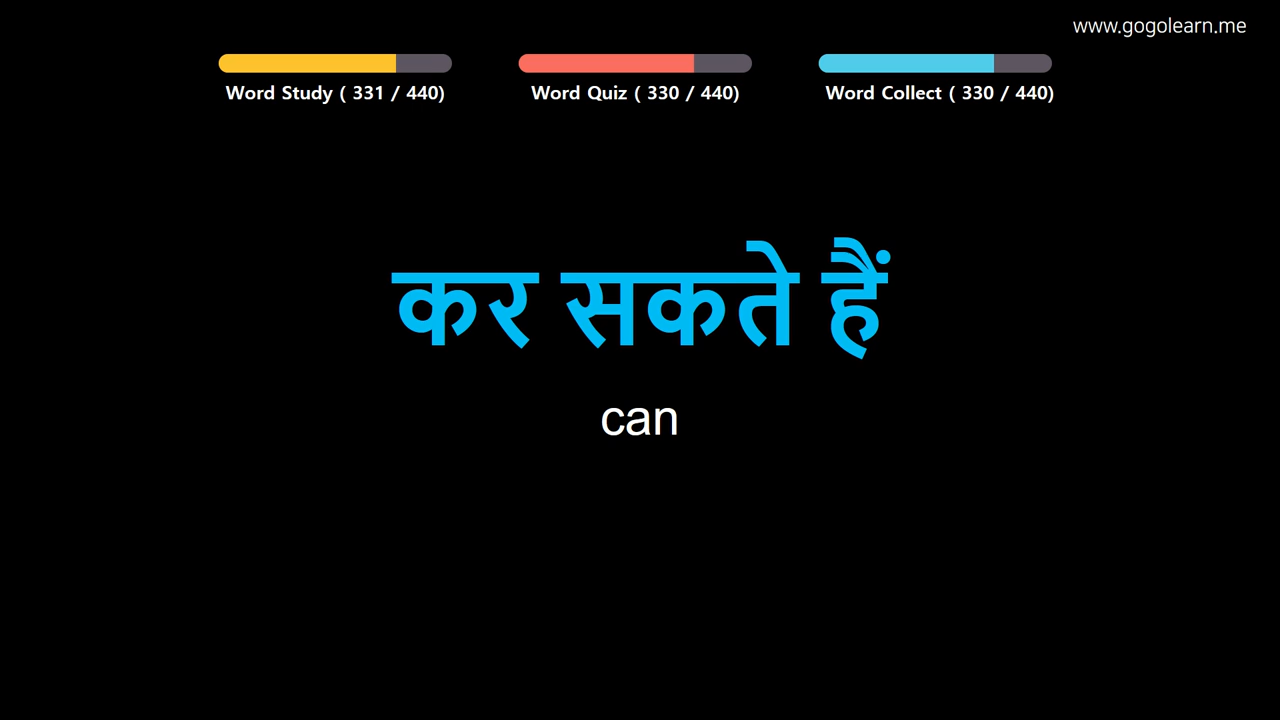 www.gogolearn.me
Word Study ( 331 / 440)
Word Quiz ( 330 / 440)
Word Collect ( 330 / 440)
कर सकते हैं
can